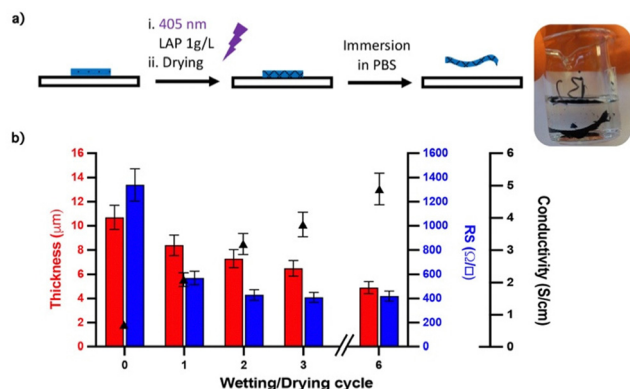 a)
i. 405 nm
LAP 1g/L
ii. Drying
Immersion
in PBS
b)
Thickness (μm)
16
14
12
10
8
6
4
2
0
1600
1400
1200
1000
800
600
400
200
0
RS (Ω/□)
6
5
4
3
2
1
0
Conductivity (S/cm)
0 1 2 3 6
Wetting/Drying cycle